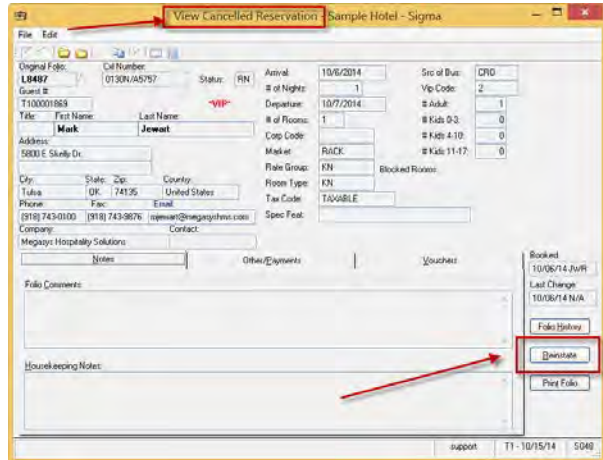 View Cancelled Reservation - Sample Hotel - Sigma
File Edit
Original Folio: Cxl Number:
L8487 0130N/A5757 Status: RN
Guest #:
T100001869 *VIP*
Title: First Name: Last Name:
Mark Jewart
Address:
5800 E Skelly Dr.
City: State: Zip: Country:
Tulsa OK 74135 United States
Phone: Fax: Email:
(918) 743-0100 (918) 743-9876 mjewart@megasyshms.com
Company: Contact:
Megasys Hospitality Solutions
Arrival: 10/6/2014 Src of Bus: CRO
# of Nights: 1 Vip Code: 2
Departure: 10/7/2014 # Adult: 1
# of Rooms: 1 # Kids 0-3: 0
Corp Code: # Kids 4-10: 0
Market: RACK # Kids 11-17: 0
Rate Group: KN Blocked Rooms:
Room Type: KN
Tax Code: TAXABLE
Spec Feat:
Notes Other/Payments Vouchers
Folio Comments:
Housekeeping Notes:
Booked:
10/06/14 JWR
Last Change:
10/06/14 N/A
Folio History
Reinstate
Print Folio
support T1 - 10/15/14 S048